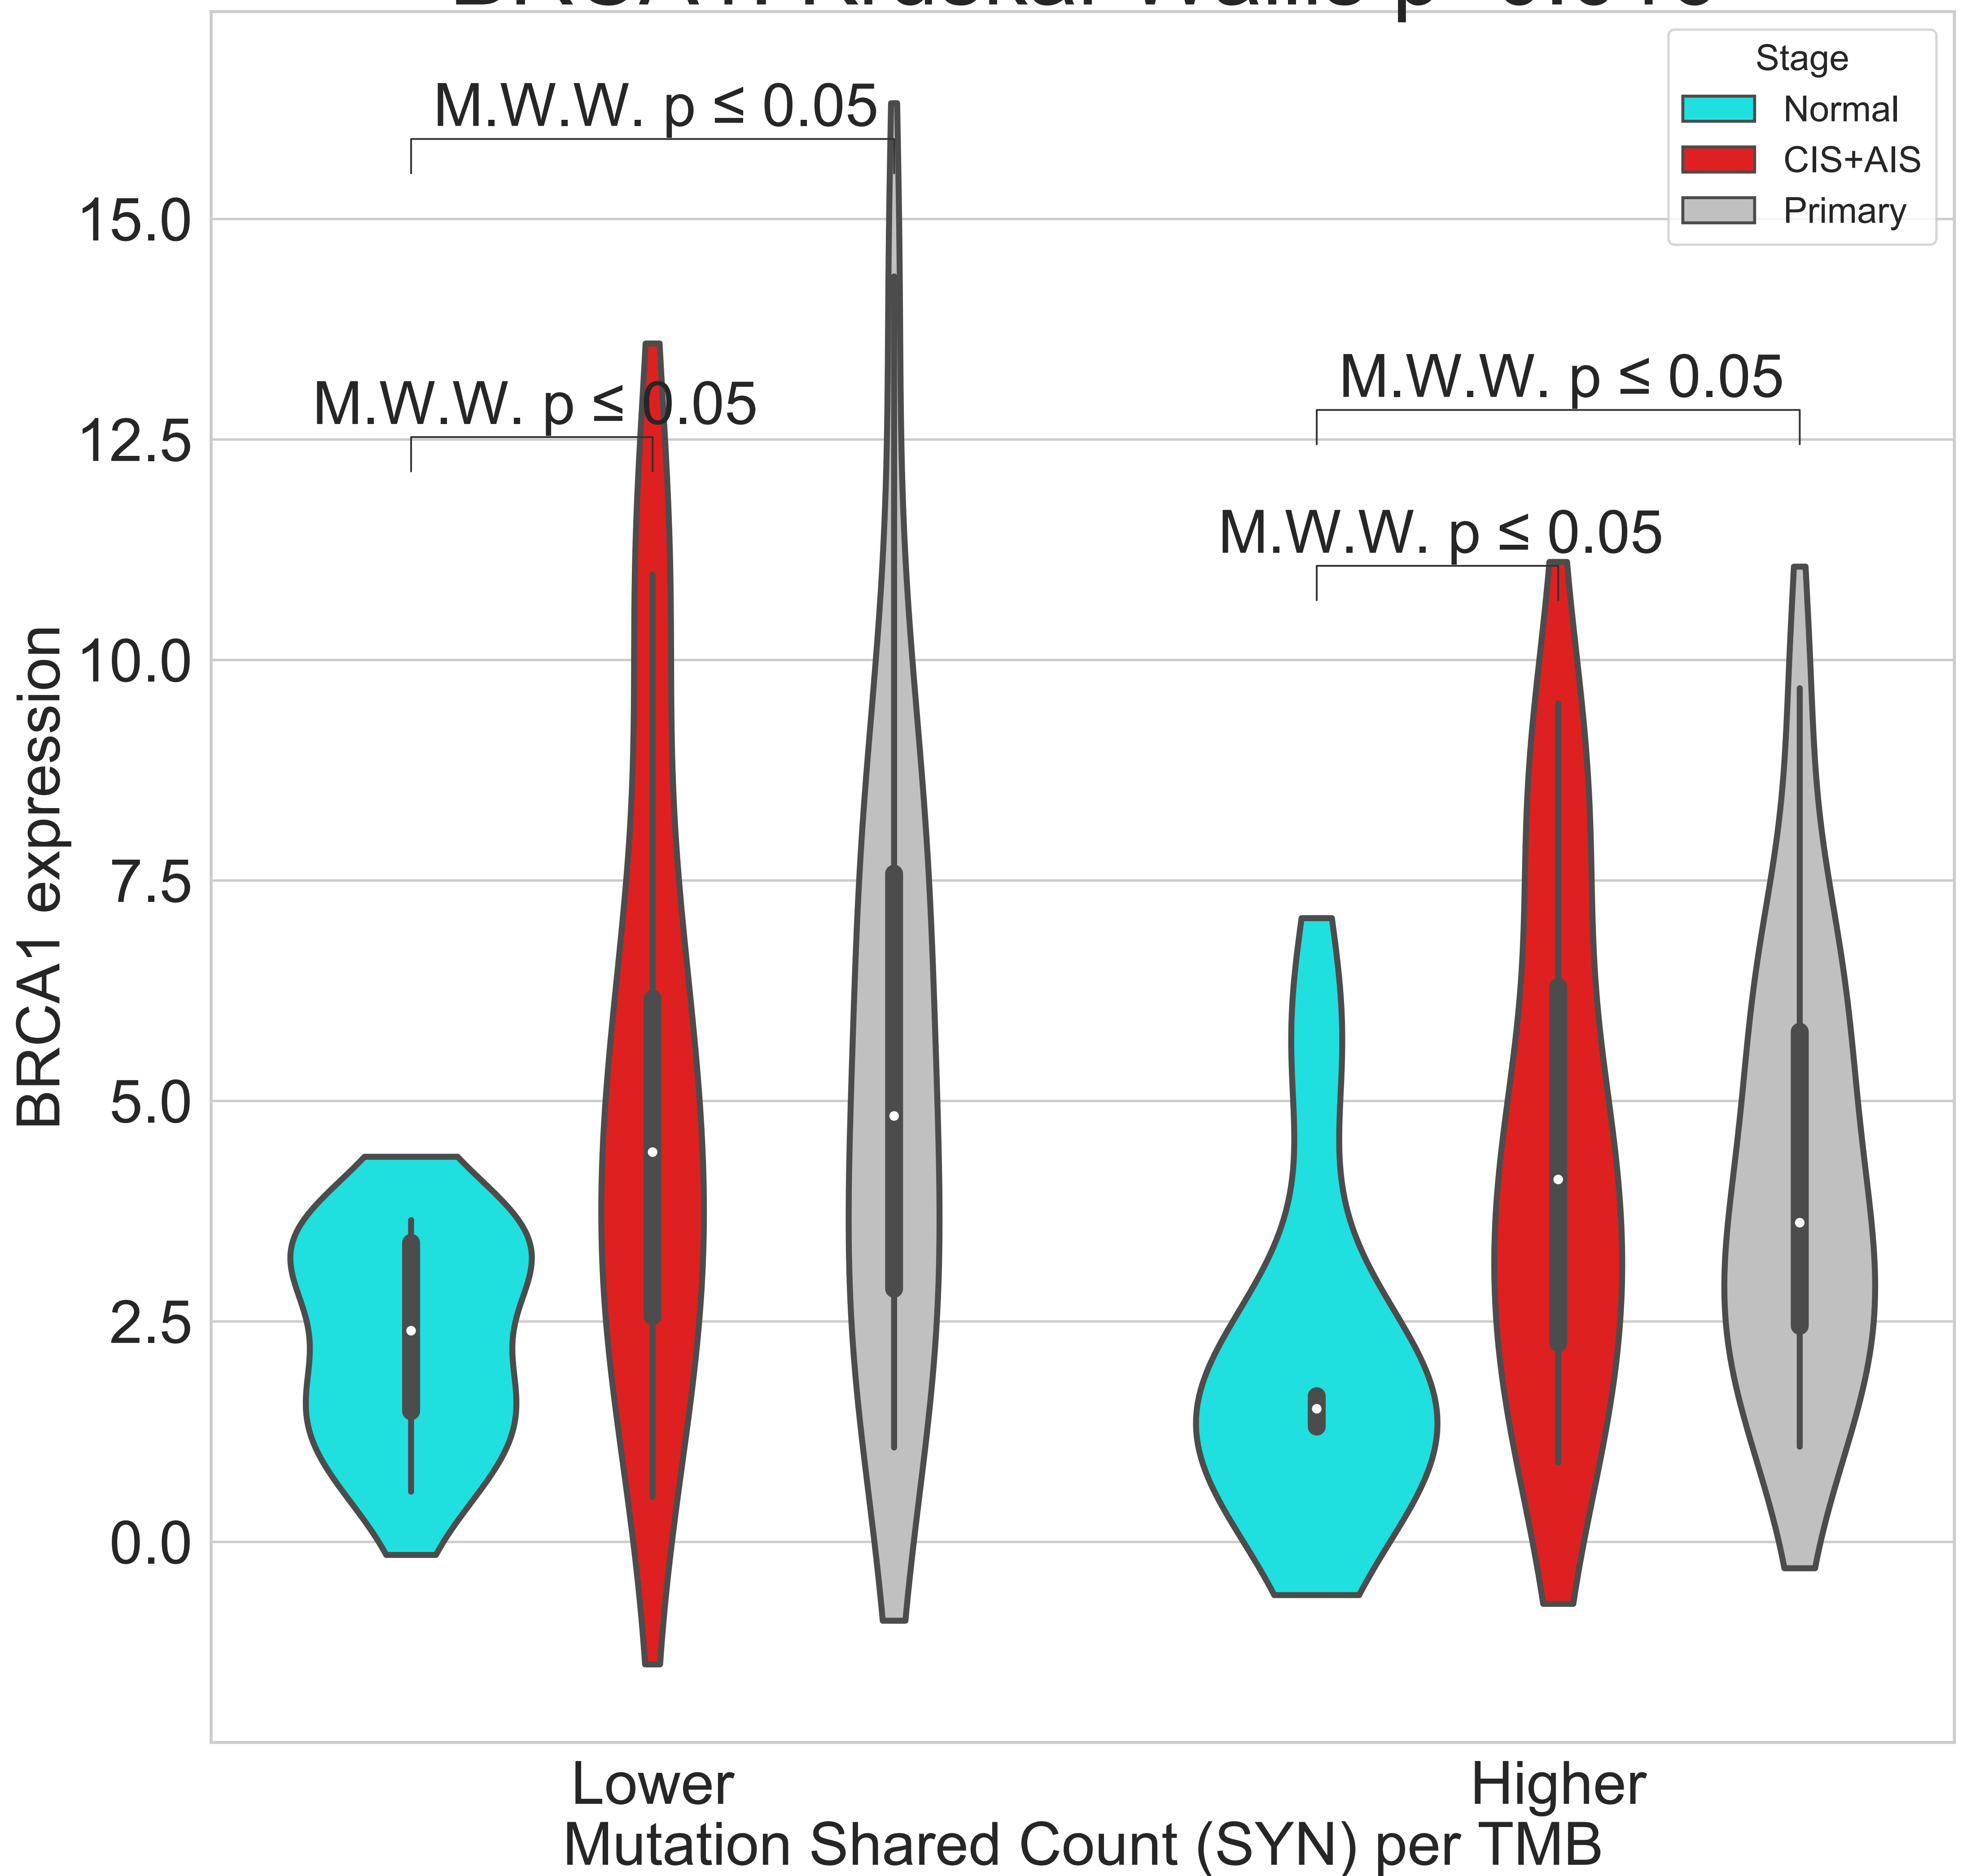 Stage
Normal
CIS+AIS
Primary
M.W.W. p ≤ 0.05
M.W.W. p ≤ 0.05
M.W.W. p ≤ 0.05
M.W.W. p ≤ 0.05
15.0
12.5
10.0
7.5
5.0
2.5
0.0
BRCA1 expression
Lower
Higher
Mutation Shared Count (SYN) per TMB